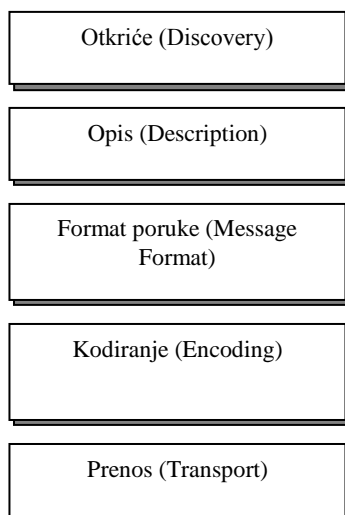 Otkriće (Discovery)
Opis (Description)
Format poruke (Message
Format)
Kodiranje (Encoding)
Prenos (Transport)